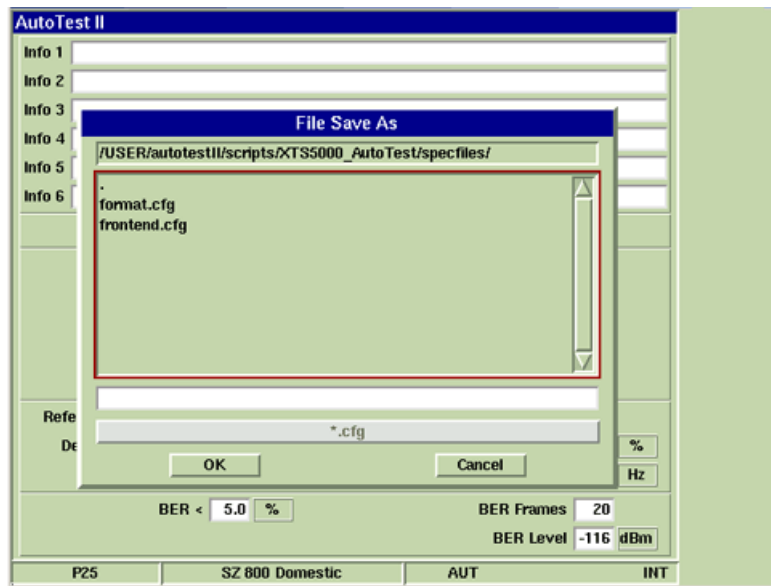 AutoTest II
Info 1
Info 2
Info 3
Info 4
Info 5
Info 6
File Save As
/USER/autotestII/scripts/XTS5000_AutoTest/specfiles/
.
format.cfg
frontend.cfg
*.cfg
OK Cancel
Refe
De %
Hz
BER < 5.0 % BER Frames 20
BER Level -116 dBm
P25 SZ 800 Domestic AUT INT